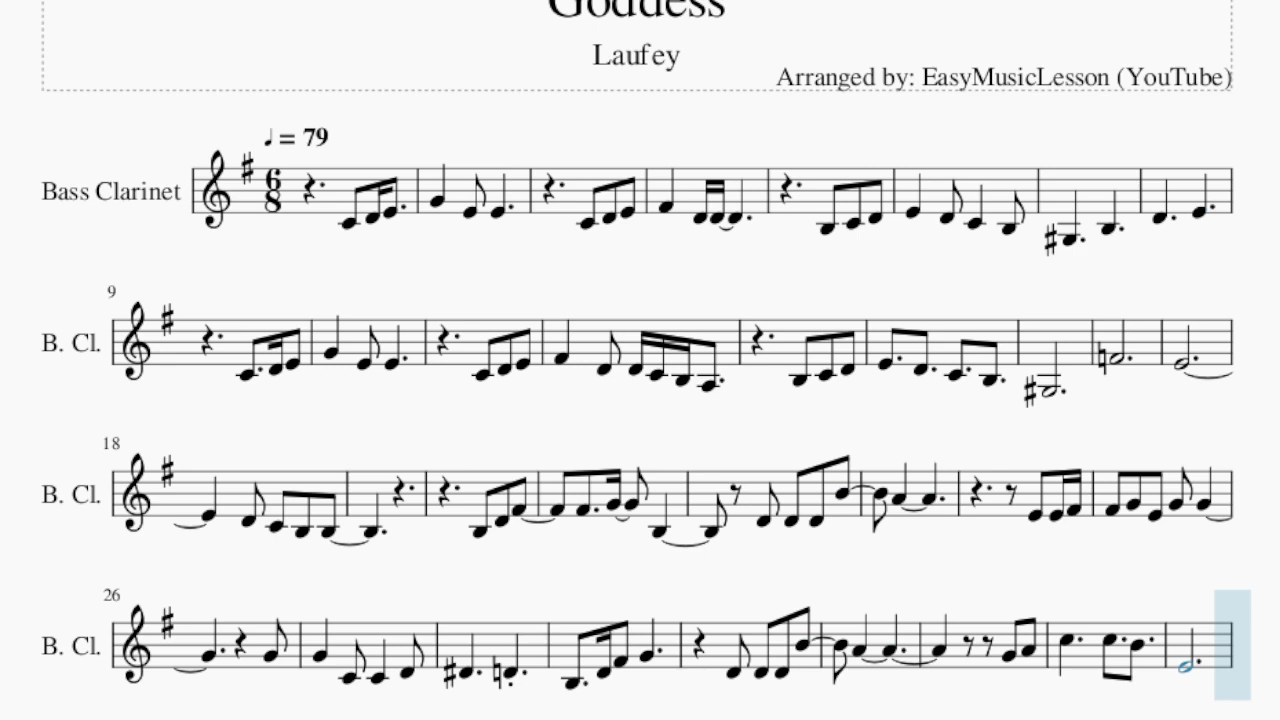 Goddess
Laufey
Arranged by: EasyMusicLesson (YouTube)
♩ = 79
Bass Clarinet
6
8
9
B. Cl.
18
B. Cl.
26
B. Cl.